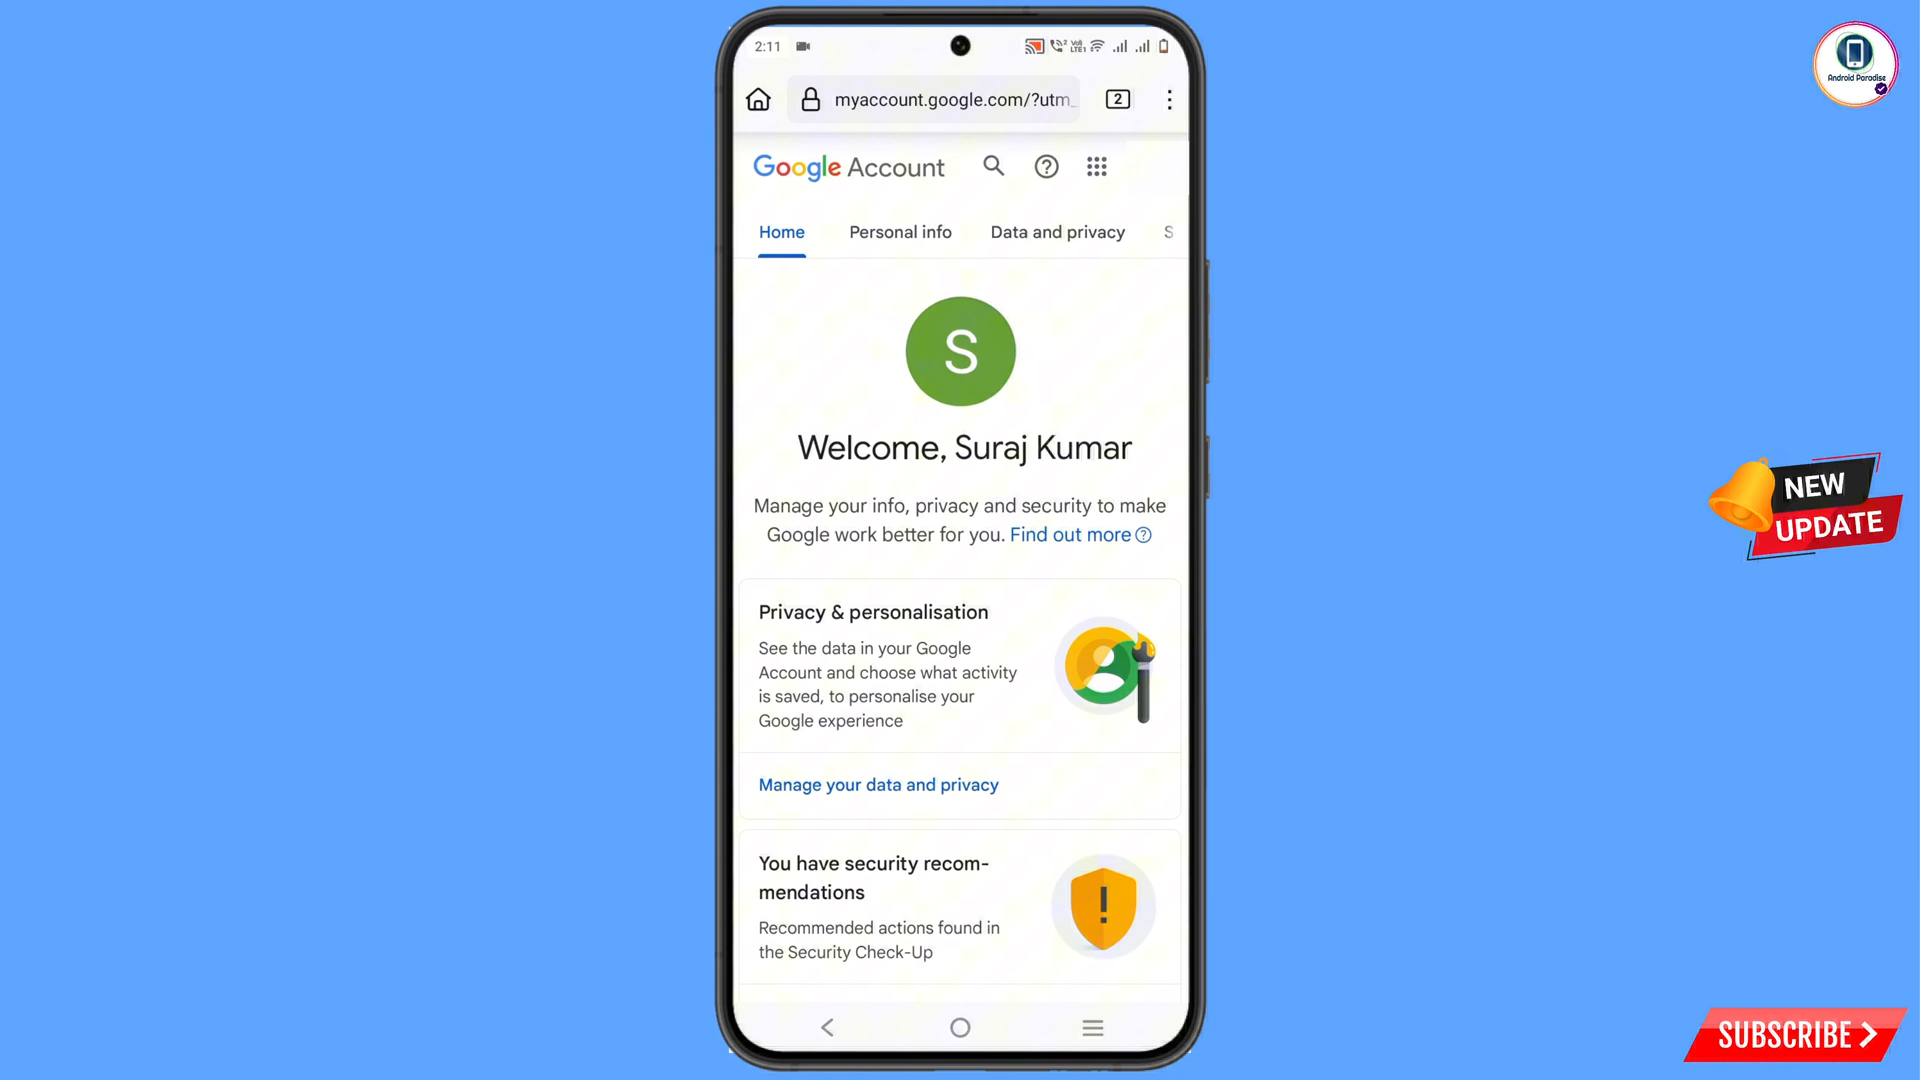 2:11
Vo)
LTE1
myaccount.google.com/?utm_
2
Google Account
Home
Personal info
Data and privacy
S
S
Welcome, Suraj Kumar
Manage your info, privacy and security to make
Google work better for you. Find out more
Privacy & personalisation
See the data in your Google
Account and choose what activity
is saved, to personalise your
Google experience
Manage your data and privacy
You have security recom-
mendations
Recommended actions found in
the Security Check-Up
Android Paradise
NEW
UPDATE
SUBSCRIBE